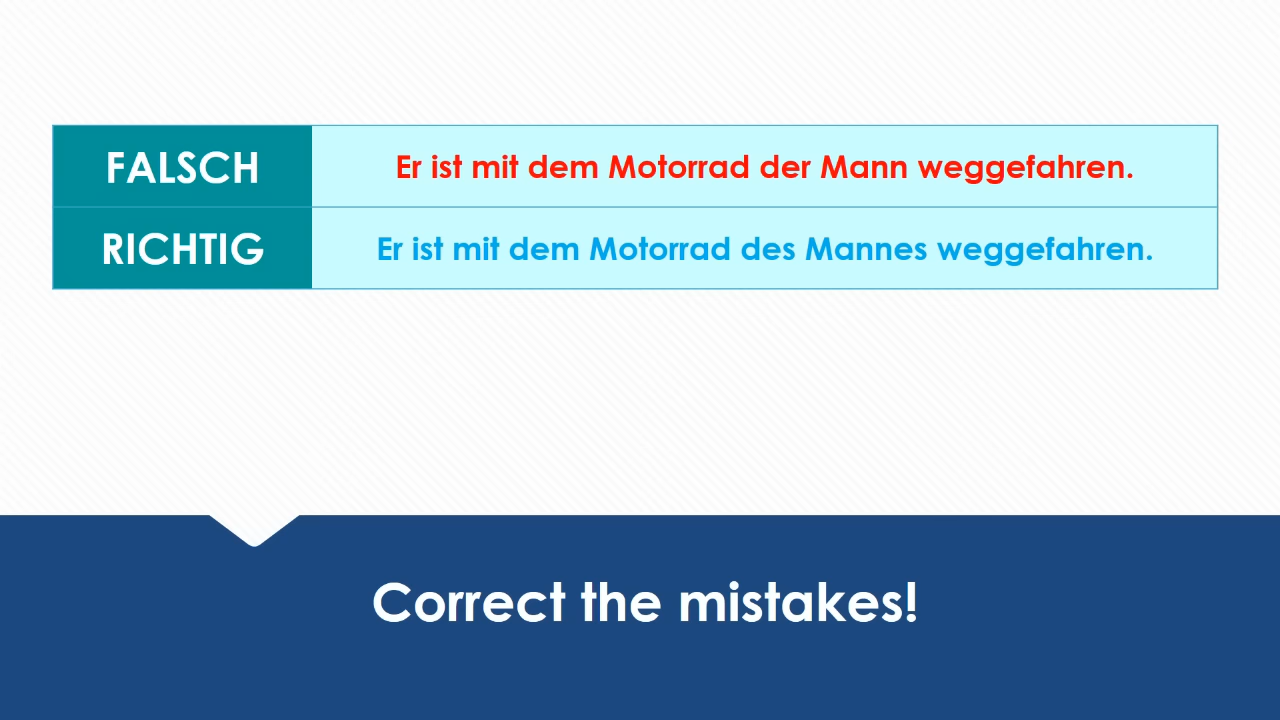 FALSCH
Er ist mit dem Motorrad der Mann weggefahren.
RICHTIG
Er ist mit dem Motorrad des Mannes weggefahren.
Correct the mistakes!